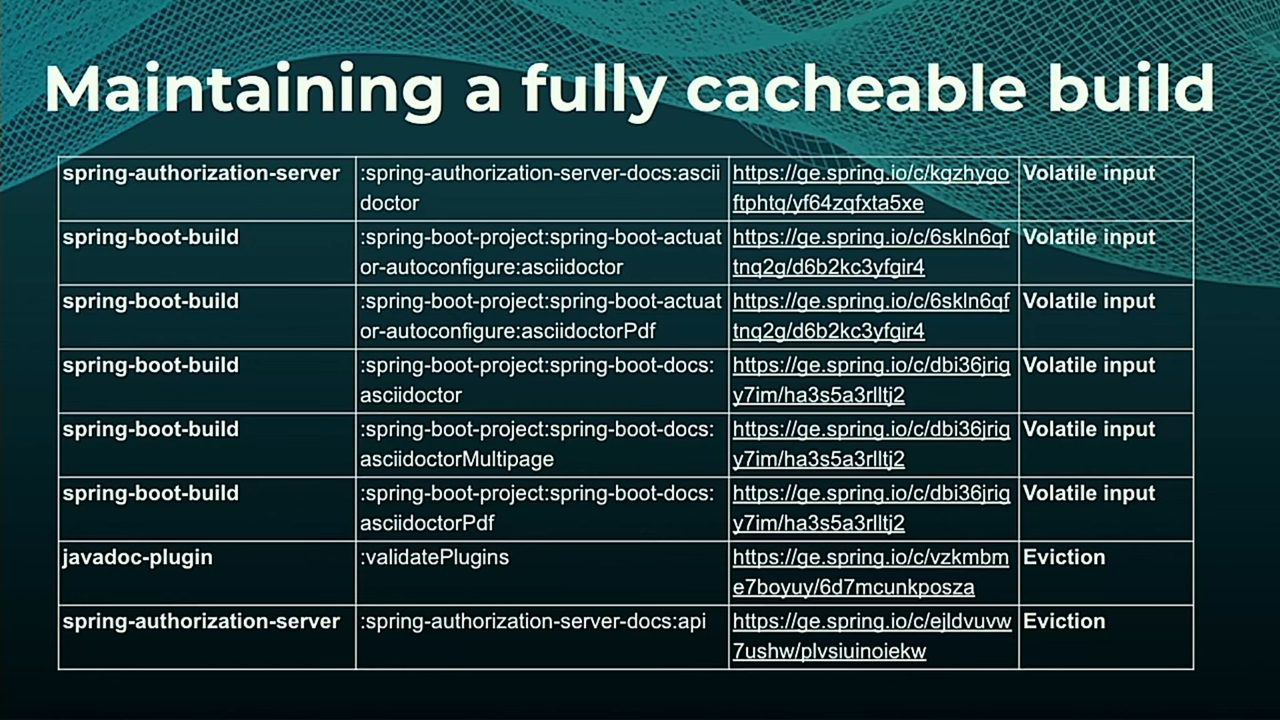 Maintaining a fully cacheable build
spring-authorization-server
:spring-authorization-server-docs:ascii
doctor
https://ge.spring.io/c/kgzhygo
ftphtq/yf64zqfxta5xe
Volatile input
spring-boot-build
:spring-boot-project:spring-boot-actuat
or-autoconfigure:asciidoctor
https://ge.spring.io/c/6skln6qf
tnq2g/d6b2kc3yfgir4
Volatile input
spring-boot-build
:spring-boot-project:spring-boot-actuat
or-autoconfigure:asciidoctorPdf
https://ge.spring.io/c/6skln6qf
tnq2g/d6b2kc3yfgir4
Volatile input
spring-boot-build
:spring-boot-project:spring-boot-docs:
asciidoctor
https://ge.spring.io/c/dbi36jriq
y7im/ha3s5a3rlltj2
Volatile input
spring-boot-build
:spring-boot-project:spring-boot-docs:
asciidoctorMultipage
https://ge.spring.io/c/dbi36jriq
y7im/ha3s5a3rlltj2
Volatile input
spring-boot-build
:spring-boot-project:spring-boot-docs:
asciidoctorPdf
https://ge.spring.io/c/dbi36jriq
y7im/ha3s5a3rlltj2
Volatile input
javadoc-plugin
:validatePlugins
https://ge.spring.io/c/vzkmbm
e7boyuy/6d7mcunkposza
Eviction
spring-authorization-server
:spring-authorization-server-docs:api
https://ge.spring.io/c/ejldvuvw
7ushw/plvsiuinoiekw
Eviction